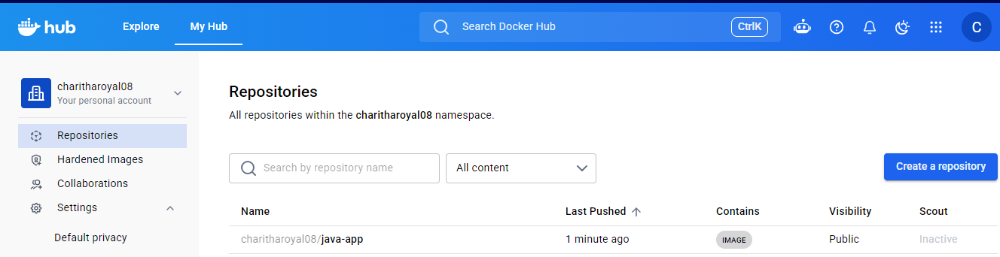 hub Explore My Hub Search Docker Hub CtrlK C
charitharoyal08
Your personal account
Repositories
Hardened Images
Collaborations
Settings
Default privacy
Repositories
All repositories within the charitharoyal08 namespace.
Search by repository name All content Create a repository
Name Last Pushed Contains Visibility Scout
charitharoyal08/java-app 1 minute ago IMAGE Public Inactive